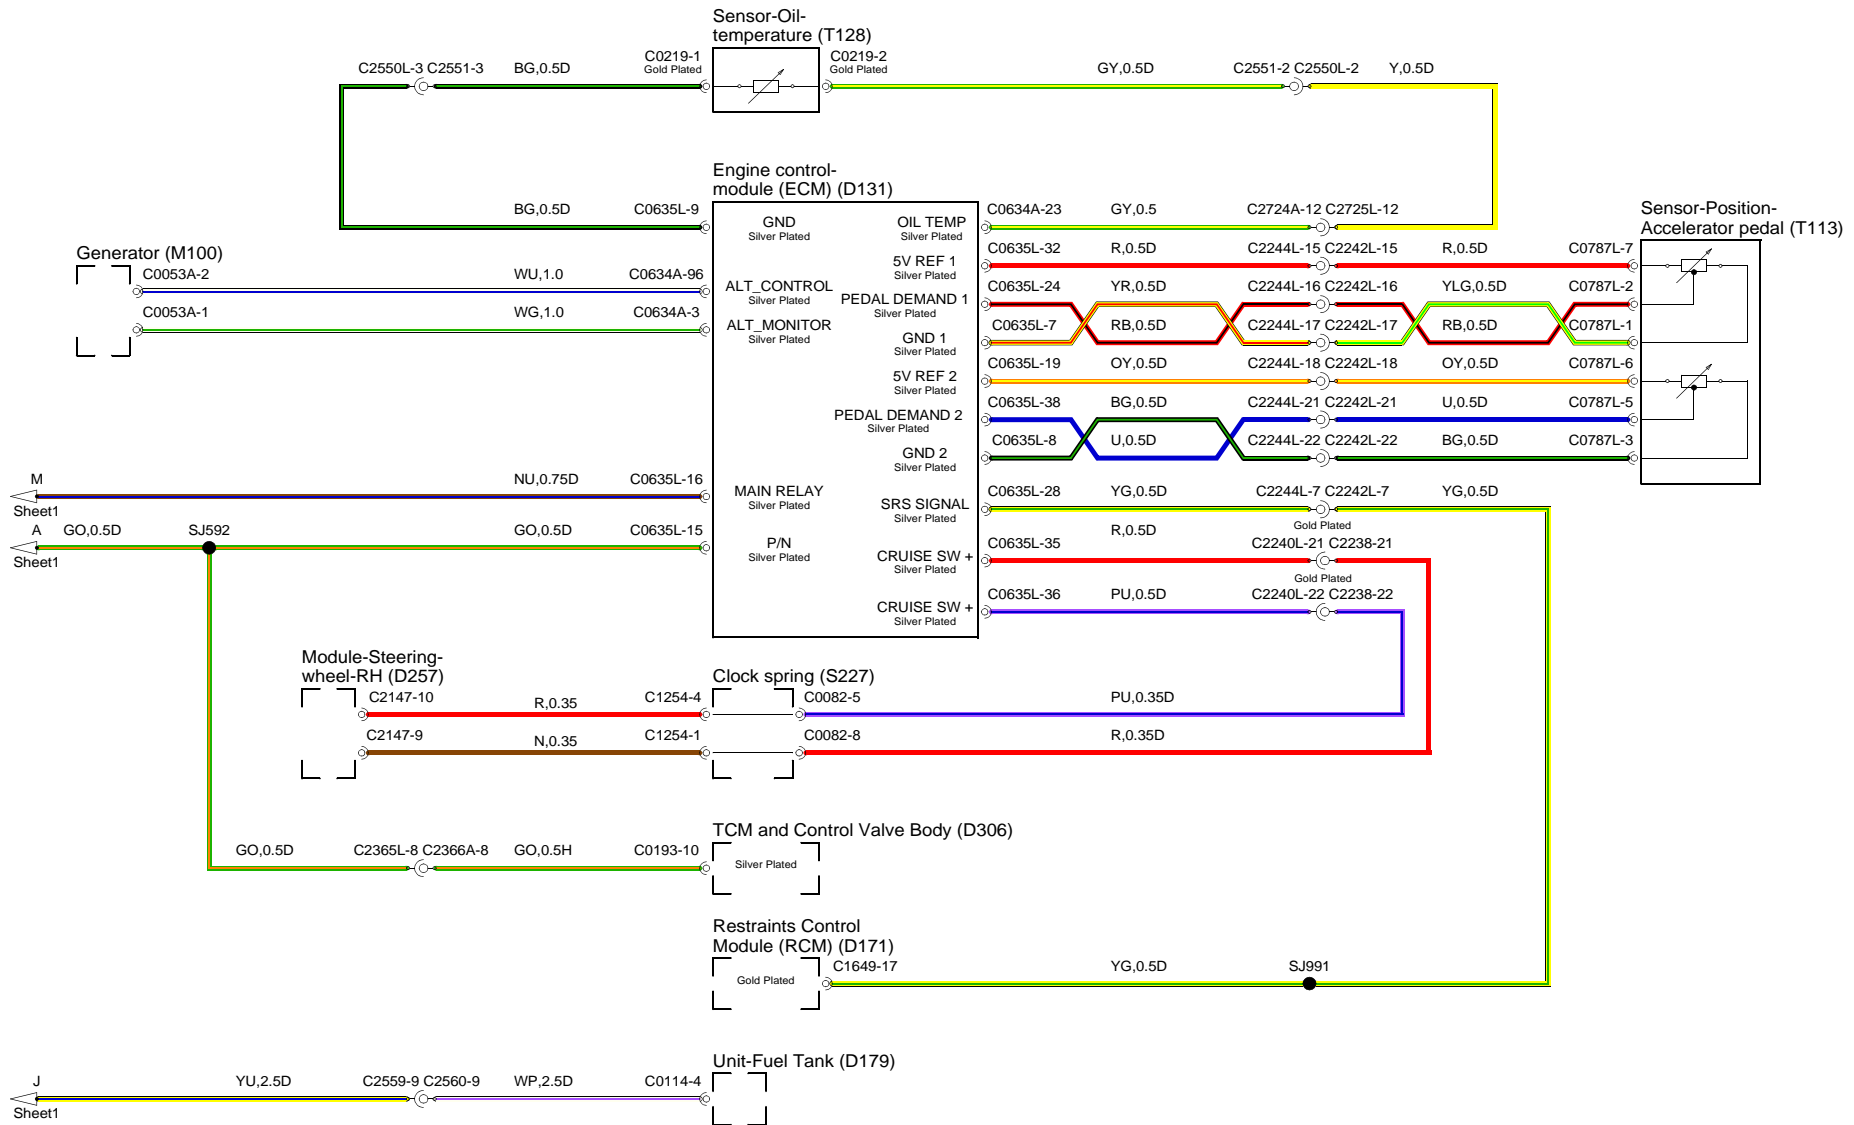 Sensor-Oil-
temperature (T128)
C2550L-3 C2551-3 BG,0.5D C0219-1 C0219-2 GY,0.5D C2551-2 C2550L-2 Y,0.5D
Gold Plated Gold Plated
Engine control-
module (ECM) (D131)
BG,0.5D C0635L-9 GND OIL TEMP C0634A-23 GY,0.5 C2724A-12 C2725L-12
Silver Plated Silver Plated
Sensor-Position-
Accelerator pedal (T113)
Generator (M100)
C0635L-32 R,0.5D C2244L-15 C2242L-15 R,0.5D C0787L-7
5V REF 1
Silver Plated
C0053A-2 WU,1.0 C0634A-96
ALT_CONTROL
Silver Plated
C0635L-24 YR,0.5D C2244L-16 C2242L-16 YLG,0.5D C0787L-2
PEDAL DEMAND 1
Silver Plated
C0053A-1 WG,1.0 C0634A-3
ALT_MONITOR
Silver Plated
C0635L-7 RB,0.5D C2244L-17 C2242L-17 RB,0.5D C0787L-1
GND 1
Silver Plated
C0635L-19 OY,0.5D C2244L-18 C2242L-18 OY,0.5D C0787L-6
5V REF 2
Silver Plated
C0635L-38 BG,0.5D C2244L-21 C2242L-21 U,0.5D C0787L-5
PEDAL DEMAND 2
Silver Plated
C0635L-8 U,0.5D C2244L-22 C2242L-22 BG,0.5D C0787L-3
GND 2
Silver Plated
M NU,0.75D C0635L-16
Sheet1
MAIN RELAY
Silver Plated
C0635L-28 YG,0.5D C2244L-7 C2242L-7 YG,0.5D
SRS SIGNAL
Silver Plated
A GO,0.5D SJ592 GO,0.5D C0635L-15
Sheet1
P/N
Silver Plated
R,0.5D Gold Plated
C0635L-35 C2240L-21 C2238-21
CRUISE SW +
Silver Plated
Gold Plated
C0635L-36 PU,0.5D C2240L-22 C2238-22
CRUISE SW +
Silver Plated
Module-Steering-
wheel-RH (D257)
Clock spring (S227)
C2147-10 R,0.35 C1254-4 C0082-5 PU,0.35D
C2147-9 N,0.35 C1254-1 C0082-8 R,0.35D
TCM and Control Valve Body (D306)
GO,0.5D C2365L-8 C2366A-8 GO,0.5H C0193-10
Silver Plated
Restraints Control
Module (RCM) (D171)
C1649-17 YG,0.5D SJ991
Gold Plated
Unit-Fuel Tank (D179)
J YU,2.5D C2559-9 C2560-9 WP,2.5D C0114-4
Sheet1